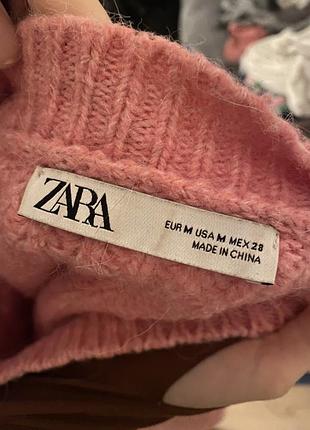 ZARA
EUR M USA M MEX 28
MADE IN CHINA